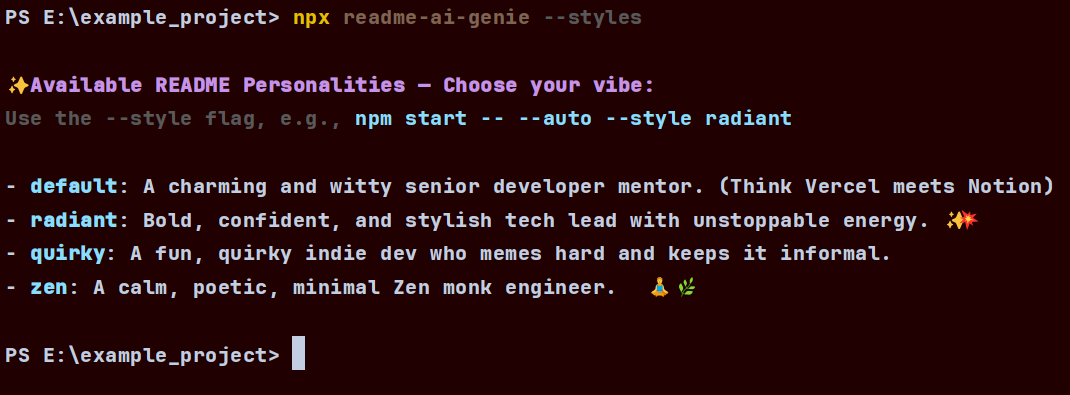 PS E:\example_project> npx readme-ai-genie --styles
✨Available README Personalities — Choose your vibe:
Use the --style flag, e.g., npm start -- --auto --style radiant
- default: A charming and witty senior developer mentor. (Think Vercel meets Notion)
- radiant: Bold, confident, and stylish tech lead with unstoppable energy. ✨💥
- quirky: A fun, quirky indie dev who memes hard and keeps it informal.
- zen: A calm, poetic, minimal Zen monk engineer. 🧘🌿
PS E:\example_project>